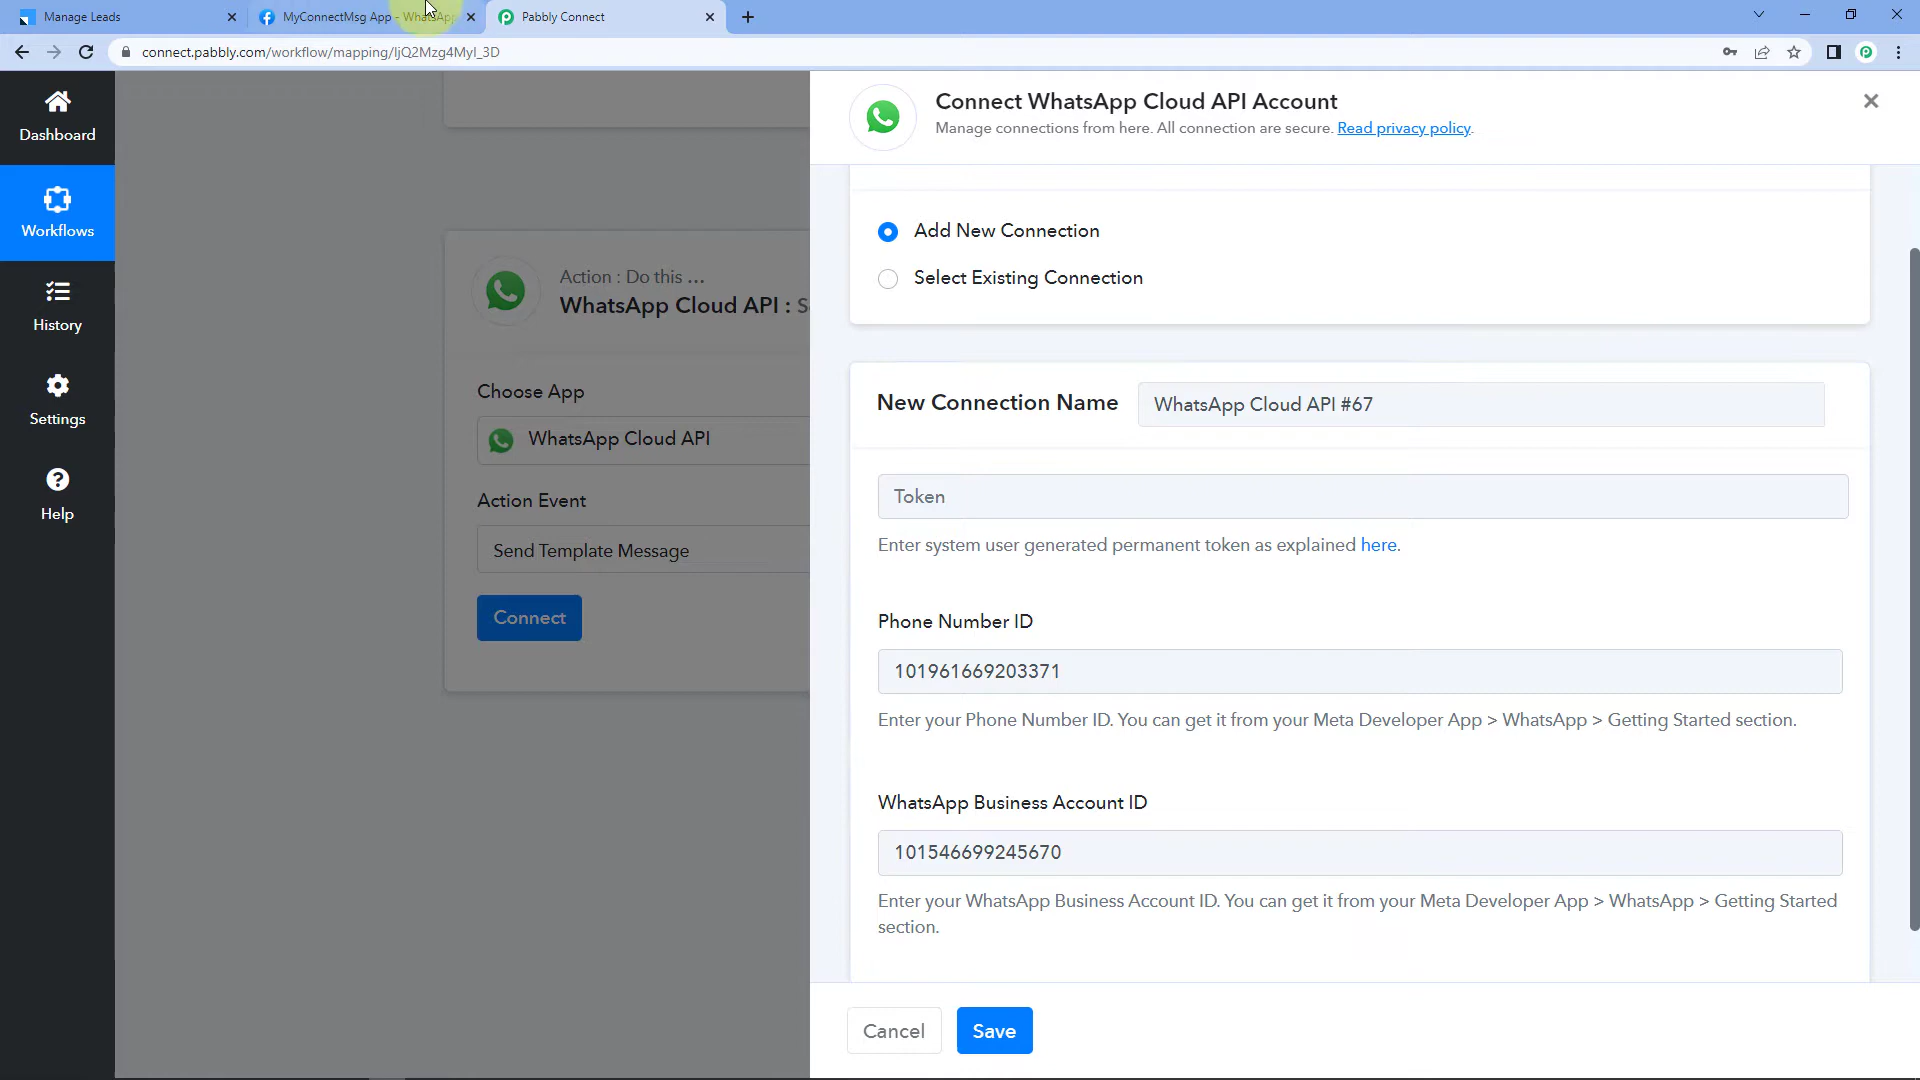 Manage Leads
MyConnectMsg App - WhatsApp
Pabbly Connect
connect.pabbly.com/workflow/mapping/IjQ2Mzg4MyI_3D
Dashboard
Workflows
History
Settings
Help
Action : Do this ...
WhatsApp Cloud API : S
Choose App
WhatsApp Cloud API
Action Event
Send Template Message
Connect
Connect WhatsApp Cloud API Account
Manage connections from here. All connection are secure. Read privacy policy.
Add New Connection
Select Existing Connection
New Connection Name
WhatsApp Cloud API #67
Token
Enter system user generated permanent token as explained here.
Phone Number ID
101961669203371
Enter your Phone Number ID. You can get it from your Meta Developer App > WhatsApp > Getting Started section.
WhatsApp Business Account ID
101546699245670
Enter your WhatsApp Business Account ID. You can get it from your Meta Developer App > WhatsApp > Getting Started
section.
Cancel
Save